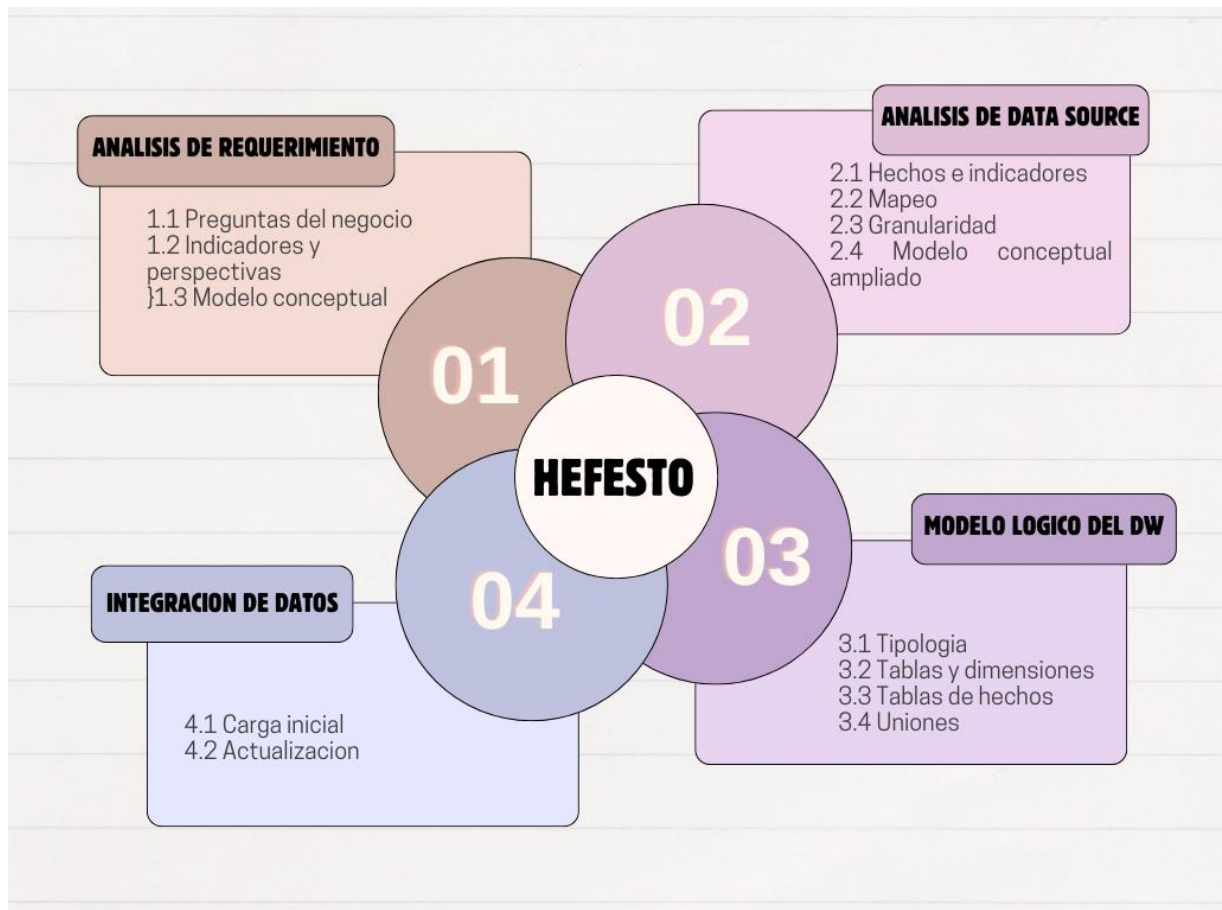 ANALISIS DE REQUERIMIENTO
1.1 Preguntas del negocio
1.2 Indicadores y
perspectivas
}1.3 Modelo conceptual
01
ANALISIS DE DATA SOURCE
2.1 Hechos e indicadores
2.2 Mapeo
2.3 Granularidad
2.4 Modelo conceptual
ampliado
02
HEFESTO
MODELO LOGICO DEL DW
03
3.1 Tipologia
3.2 Tablas y dimensiones
3.3 Tablas de hechos
3.4 Uniones
INTEGRACION DE DATOS
04
4.1 Carga inicial
4.2 Actualizacion